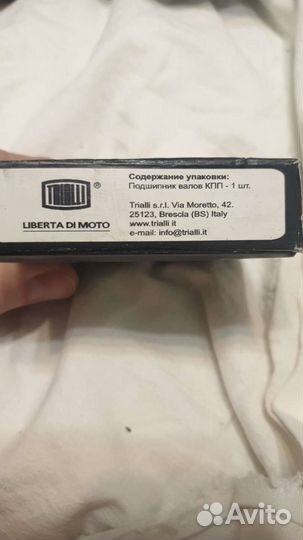 TRIALLI ®
LIBERTA DI MOTO
Содержание упаковки:
Подшипник валов КПП - 1 шт.
Trialli s.r.l. Via Moretto, 42.
25123, Brescia (BS) Italy
www.trialli.it
e-mail: info@trialli.it
Avito